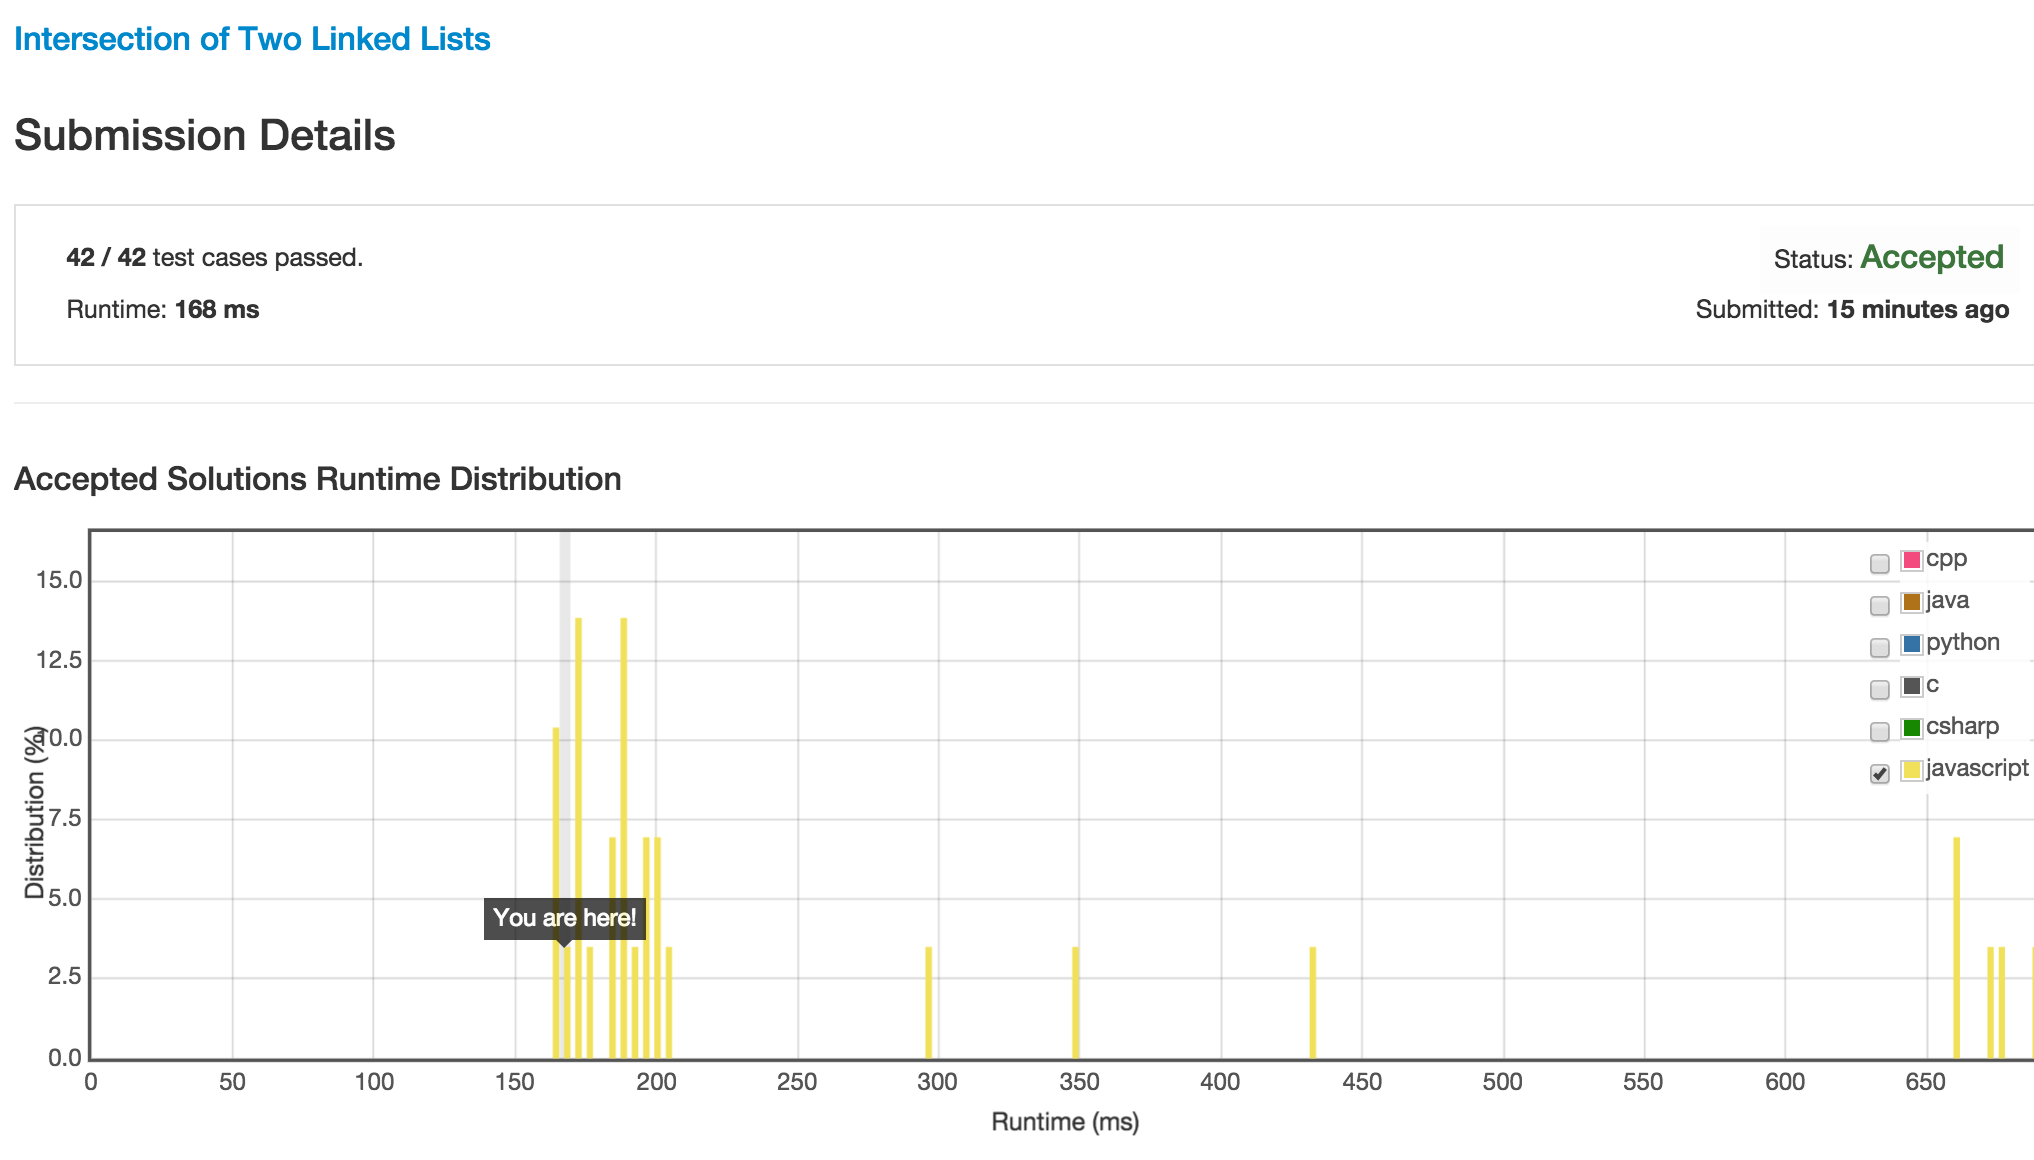 Intersection of Two Linked Lists
Submission Details
42 / 42 test cases passed.
Status: Accepted
Runtime: 168 ms
Submitted: 15 minutes ago
Accepted Solutions Runtime Distribution
15.0
12.5
10.0
7.5
5.0
2.5
0.0
Distribution (%)
You are here!
cpp
java
python
c
csharp
javascript
0 50 100 150 200 250 300 350 400 450 500 550 600 650
Runtime (ms)